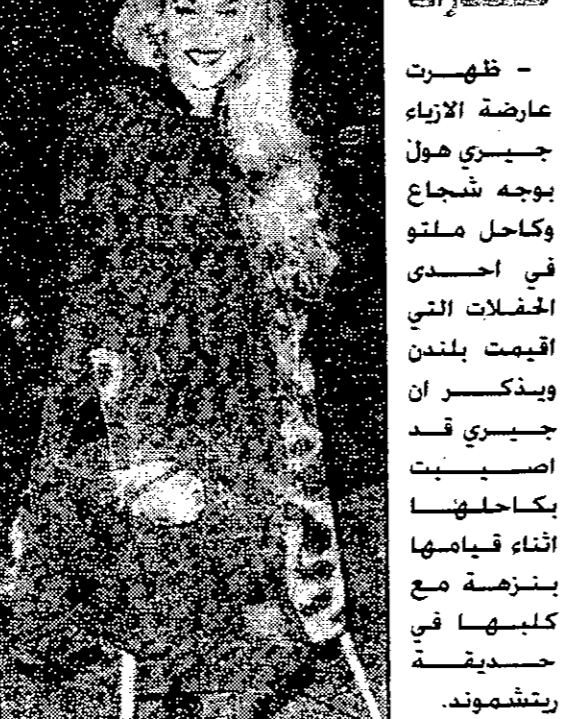 - ظهرت
عارضة الازياء
جيري هول
بوجه شجاع
وكاحل ملتو
في احدى
الحفلات التي
اقيمت بلندن
ويذكر ان
جيري قد
اصيبت
بكاحلها
اثناء قيامها
بنزهة مع
كلبها في
حديقة
ريتشموند.